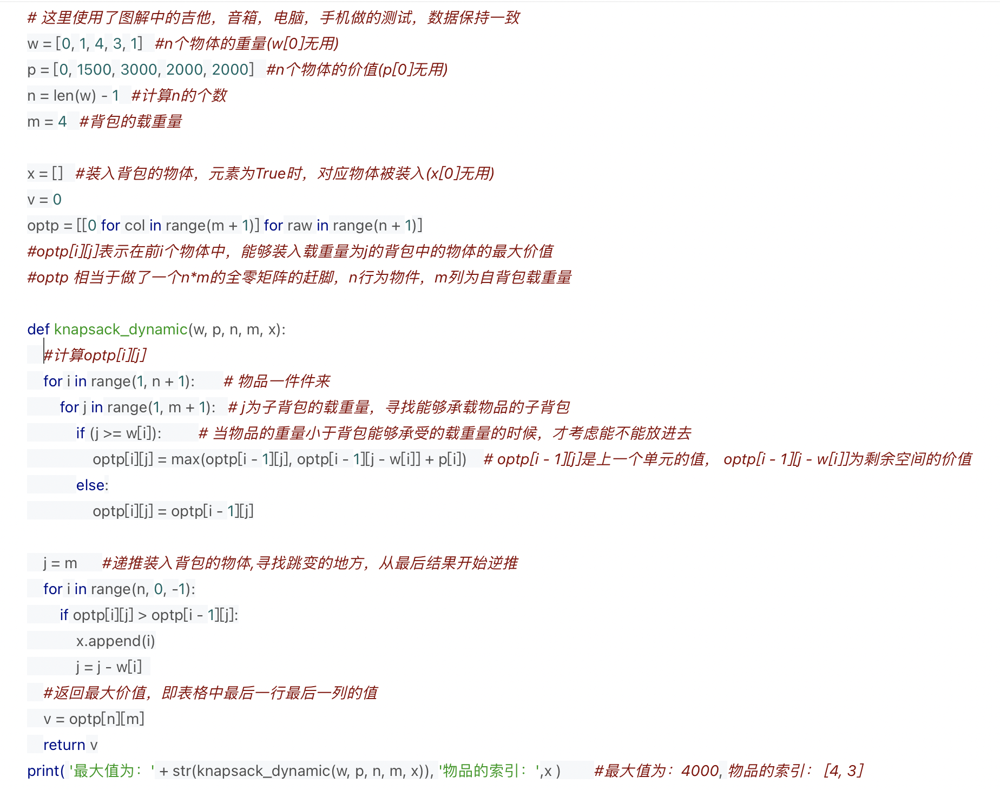 # 这里使用了图解中的吉他，音箱，电脑，手机做的测试，数据保持一致
w = [0, 1, 4, 3, 1]   #n个物体的重量(w[0]无用)
p = [0, 1500, 3000, 2000, 2000]   #n个物体的价值(p[0]无用)
n = len(w) - 1   #计算n的个数
m = 4   #背包的载重量

x = []   #装入背包的物体，元素为True时，对应物体被装入(x[0]无用)
v = 0
optp = [[0 for col in range(m + 1)] for raw in range(n + 1)]
#optp[i][j]表示在前i个物体中，能够装入载重量为j的背包中的物体的最大价值
#optp 相当于做了一个n*m的全零矩阵的赶脚，n行为物件，m列为自背包载重量

def knapsack_dynamic(w, p, n, m, x):
    #计算optp[i][j]
    for i in range(1, n + 1):       # 物品一件件来
        for j in range(1, m + 1):   # j为子背包的载重量，寻找能够承载物品的子背包
            if (j >= w[i]):         # 当物品的重量小于背包能够承受的载重量的时候，才考虑能不能放进去
                optp[i][j] = max(optp[i - 1][j], optp[i - 1][j - w[i]] + p[i])    # optp[i - 1][j]是上一个单元的值， optp[i - 1][j - w[i]]为剩余空间的价值
            else:
                optp[i][j] = optp[i - 1][j]

    j = m      #递推装入背包的物体,寻找跳变的地方，从最后结果开始逆推
    for i in range(n, 0, -1):
        if optp[i][j] > optp[i - 1][j]:
            x.append(i)
            j = j - w[i]
    #返回最大价值，即表格中最后一行最后一列的值
    v = optp[n][m]
    return v
print( '最大值为：' + str(knapsack_dynamic(w, p, n, m, x)), '物品的索引：',x )        #最大值为：4000, 物品的索引： [4, 3]